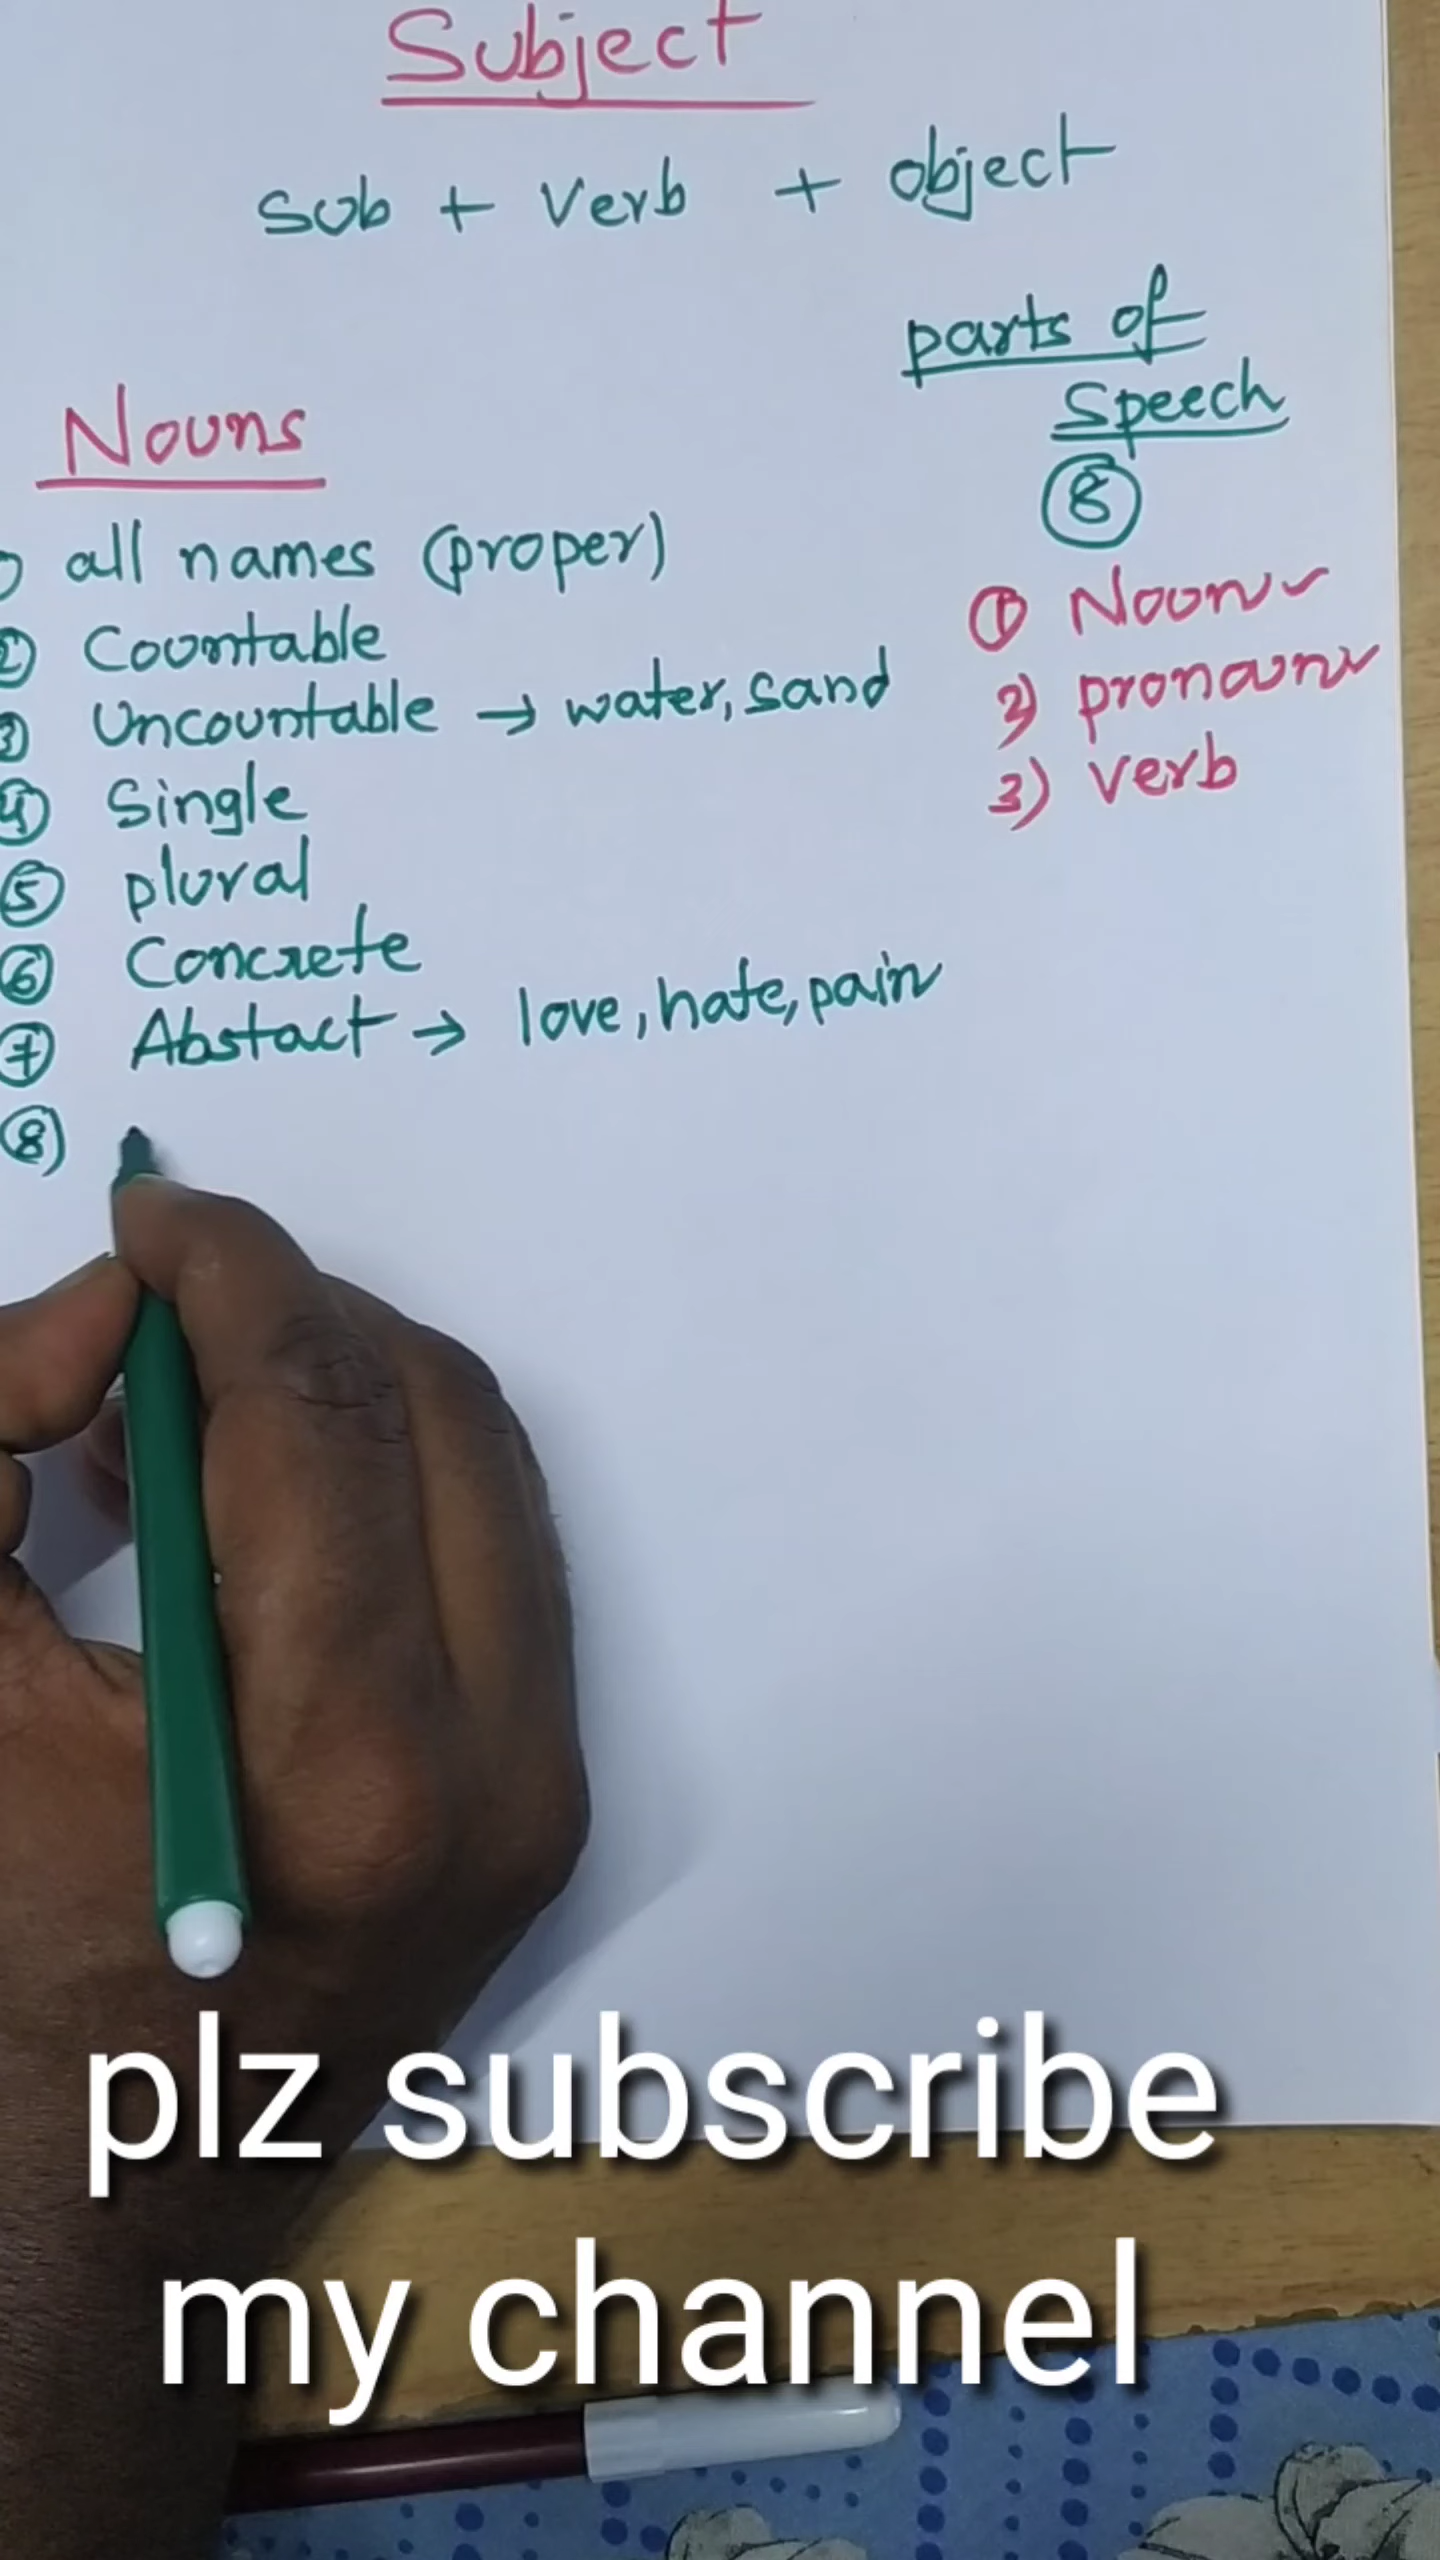 Subject
Sub + Verb + object
parts of
Speech
8
Nouns
all names (proper)
② Countable
③ Uncountable → water, sand
④ Single
⑤ plural
⑥ Concrete
⑦ Abstact → love, hate, pain
⑧
① Noun
2) pronoun
3) verb
plz subscribe
my channel